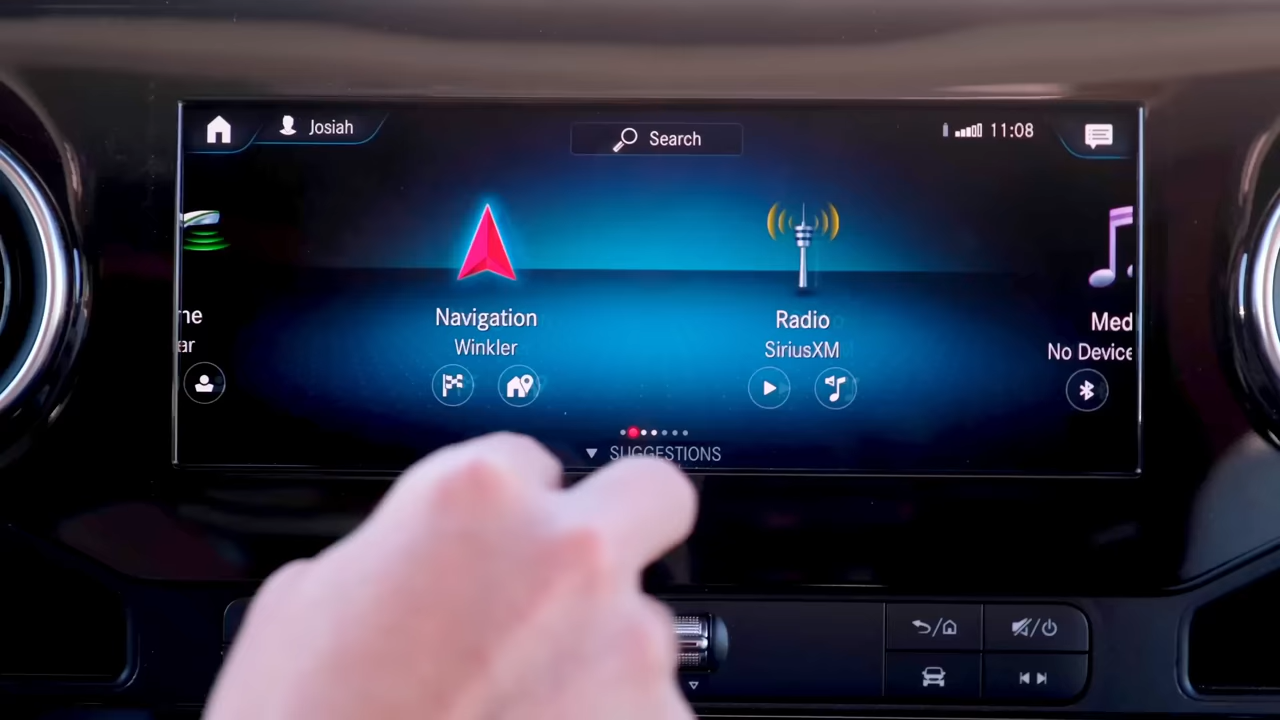 Josiah
Search
11:08
ne
ar
Navigation
Winkler
Radio
SiriusXM
Med
No Device
SUGGESTIONS